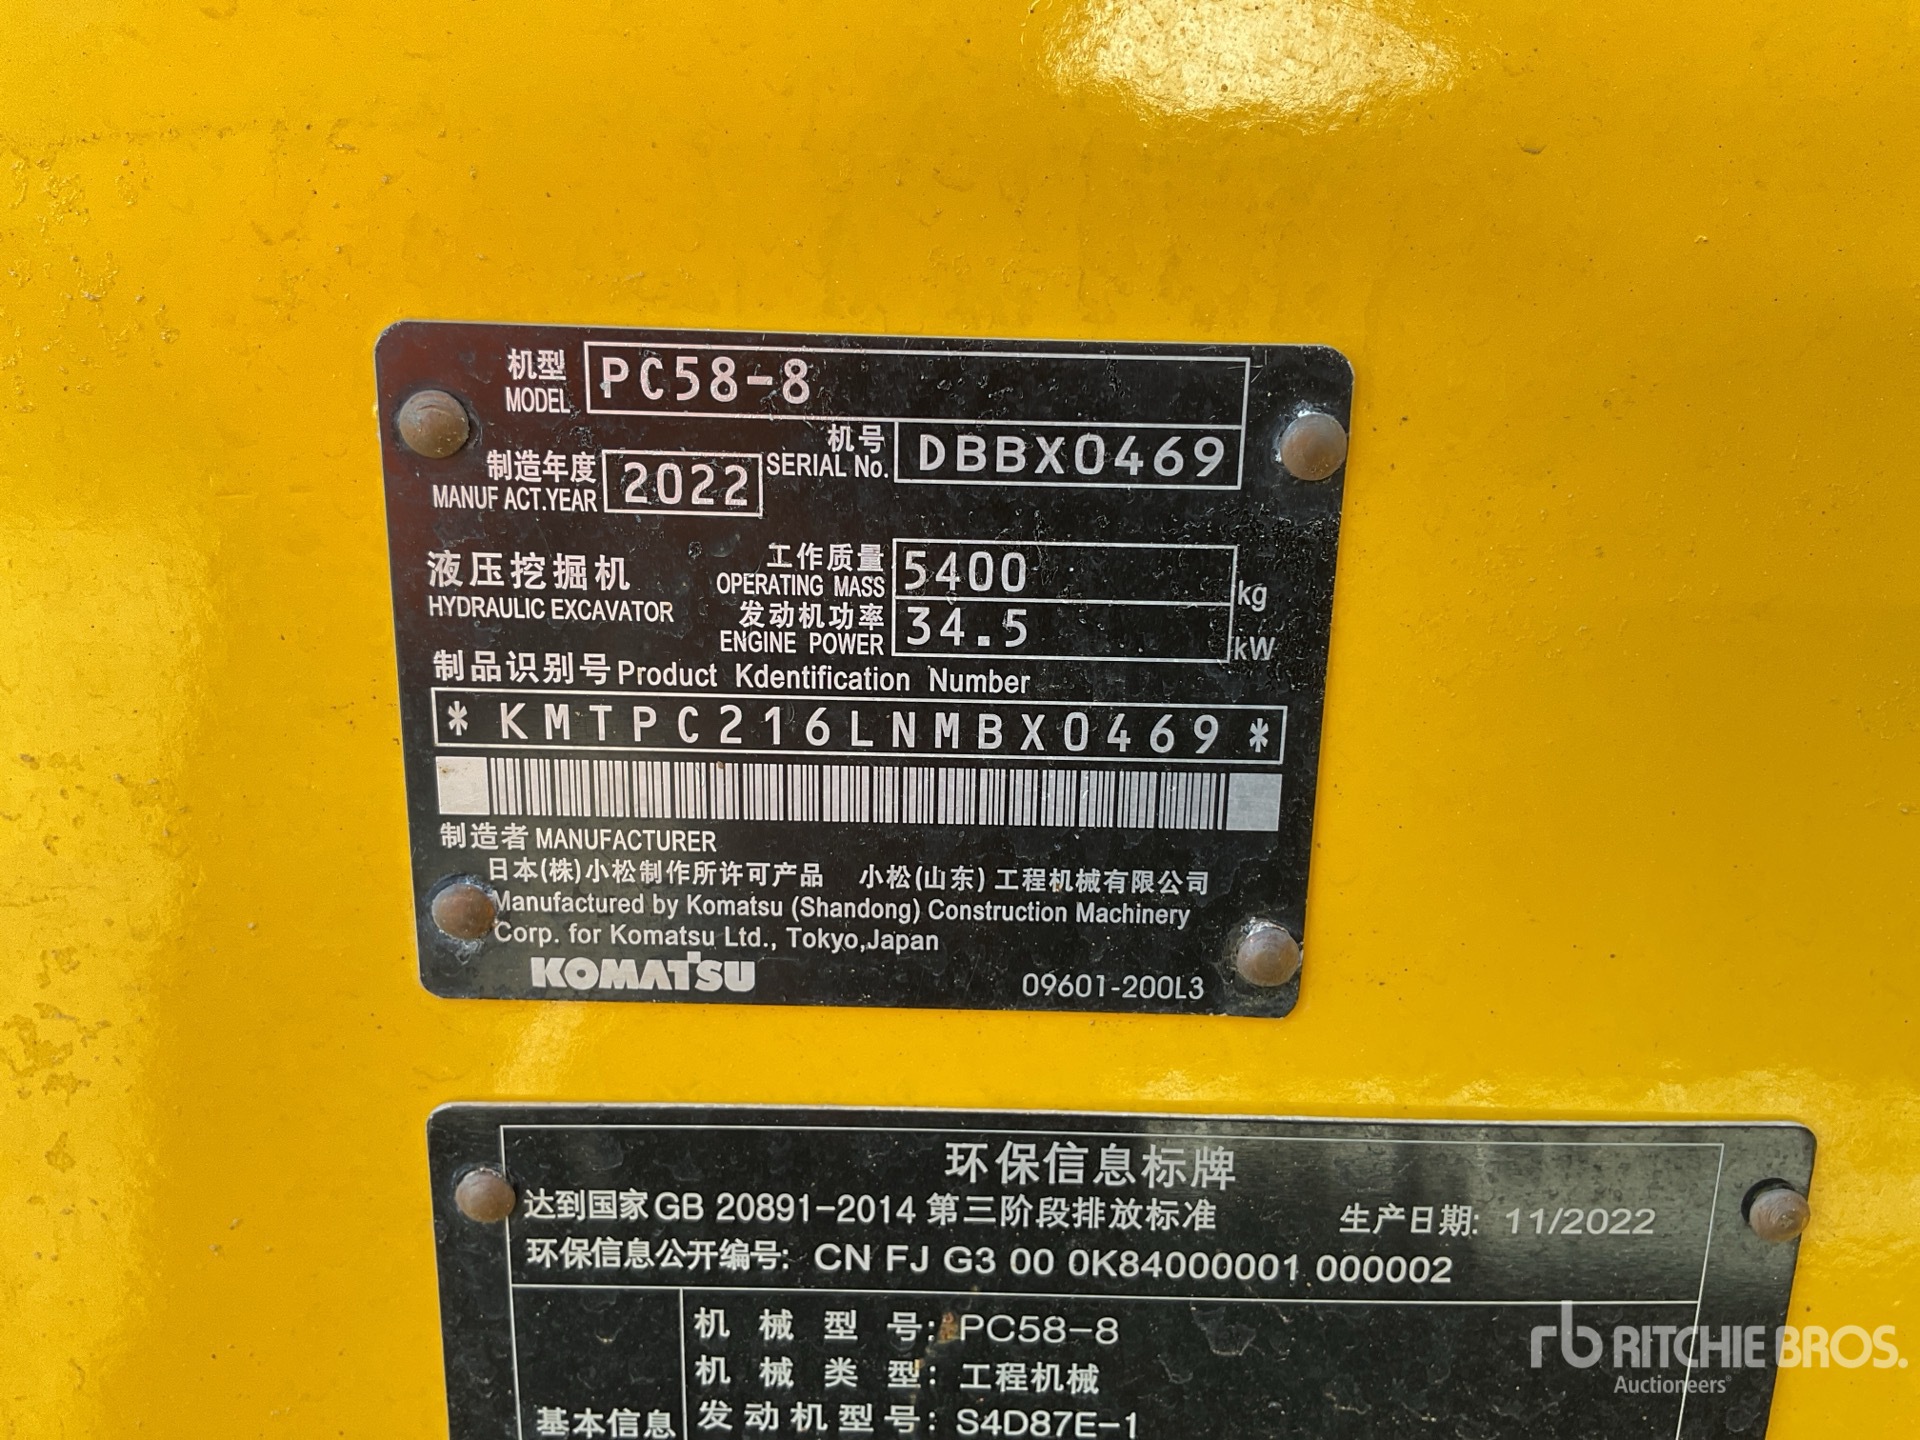 机型 MODEL PC58-8
机号 SERIAL No. DBBX0469
制造年度 MANUF ACT.YEAR 2022
液压挖掘机 HYDRAULIC EXCAVATOR
工作质量 OPERATING MASS 5400 kg
发动机功率 ENGINE POWER 34.5 kW
制品识别号 Product Kdentification Number
*KMTPC216LNMBX0469*
制造者 MANUFACTURER
日本(株)小松制作所许可产品 小松(山东)工程机械有限公司
Manufactured by Komatsu (Shandong) Construction Machinery
Corp. for Komatsu Ltd., Tokyo,Japan
KOMATSU 09601-200L3
环保信息标牌
达到国家GB 20891-2014 第三阶段排放标准 生产日期: 11/2022
环保信息公开编号: CN FJ G3 00 0K84000001 000002
机械型号: PC58-8
机械类型: 工程机械
基本信息 发动机型号: S4D87E-1
rb RITCHIE BROS.
Auctioneers